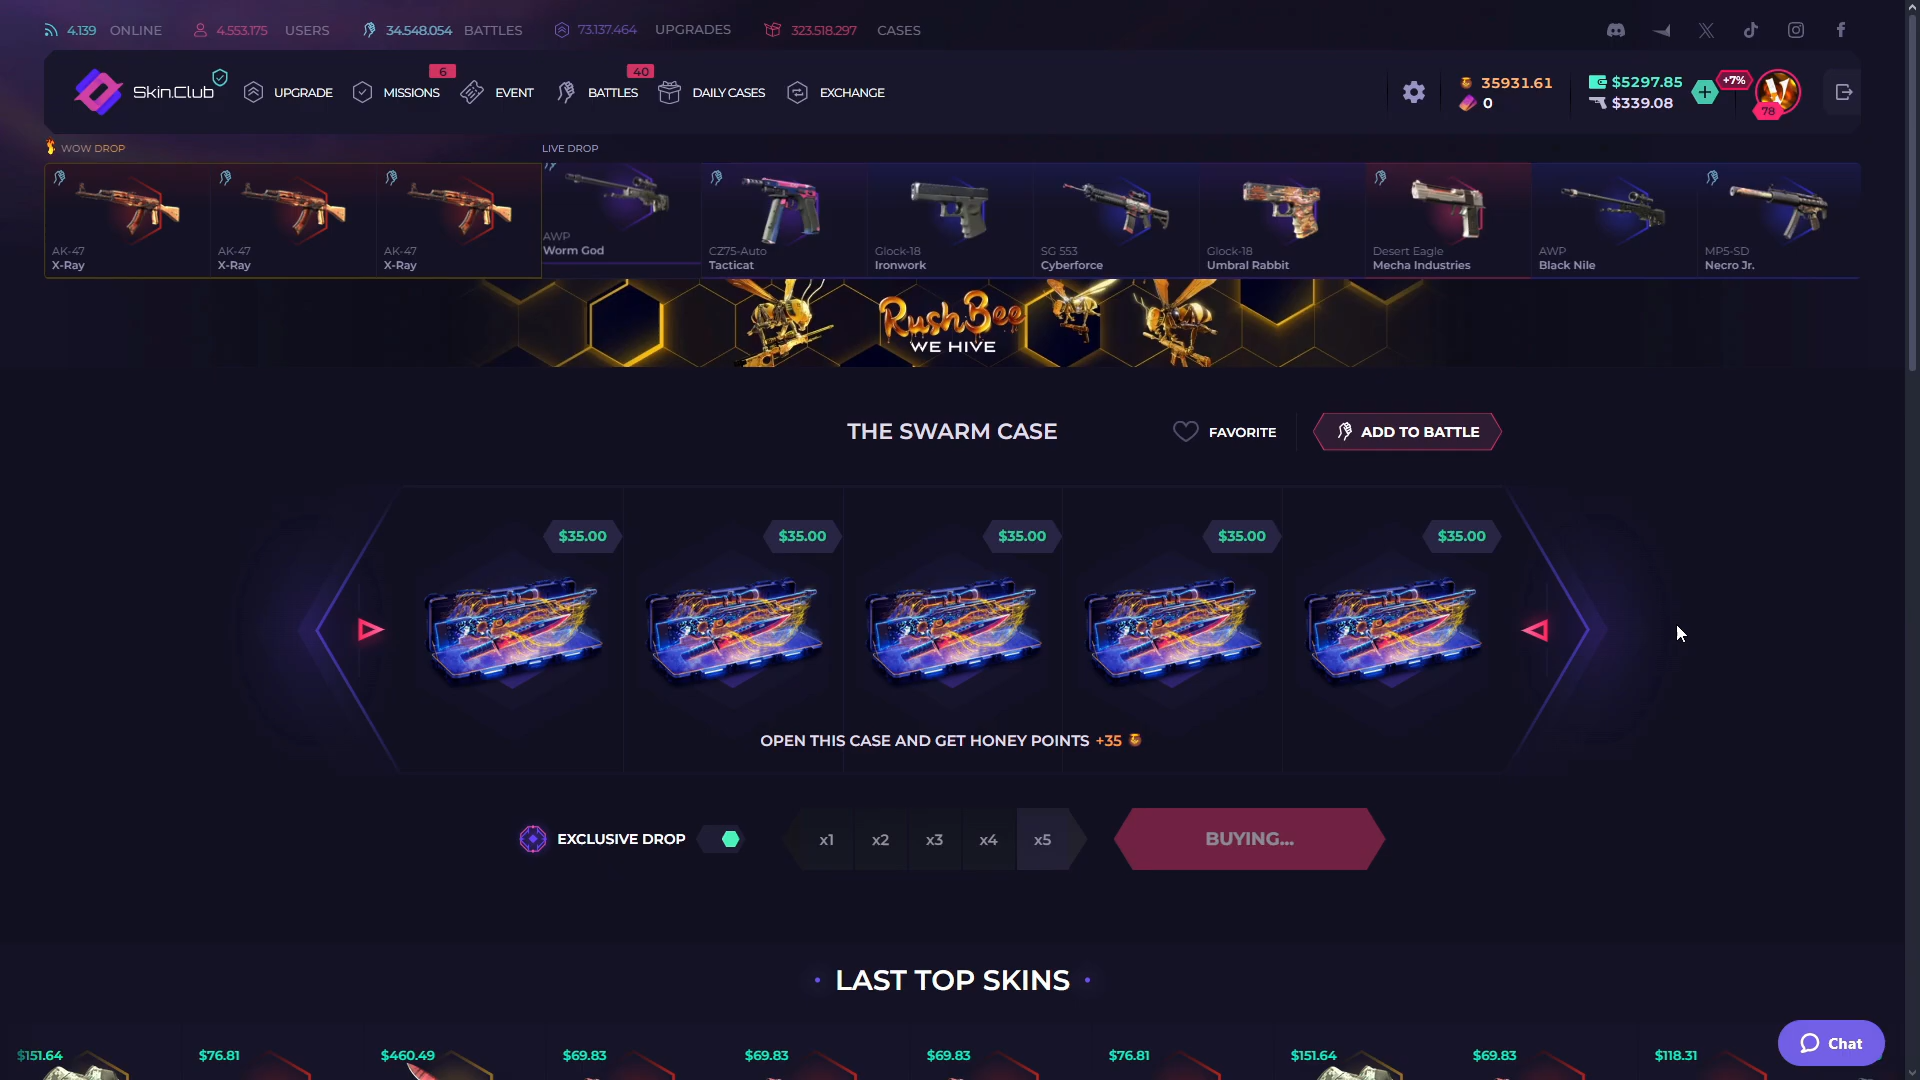 4.139 ONLINE 4.553.175 USERS 34.548.054 BATTLES 73.137.464 UPGRADES 323.518.297 CASES
Skin.Club UPGRADE MISSIONS 6 EVENT BATTLES 40 DAILY CASES EXCHANGE
35931.61
0
$5297.85
$339.08
+7%
78
WOW DROP
LIVE DROP
AK-47
X-Ray
AK-47
X-Ray
AK-47
X-Ray
AWP
Worm God
CZ75-Auto
Tacticat
Glock-18
Ironwork
SG 553
Cyberforce
Glock-18
Umbral Rabbit
Desert Eagle
Mecha Industries
AWP
Black Nile
MP5-SD
Necro Jr.
RushBee
WE HIVE
THE SWARM CASE
FAVORITE
ADD TO BATTLE
$35.00 $35.00 $35.00 $35.00 $35.00
OPEN THIS CASE AND GET HONEY POINTS +35
EXCLUSIVE DROP
x1 x2 x3 x4 x5
BUYING...
LAST TOP SKINS
$151.64 $76.81 $460.49 $69.83 $69.83 $69.83 $76.81 $151.64 $69.83 $118.31
Chat